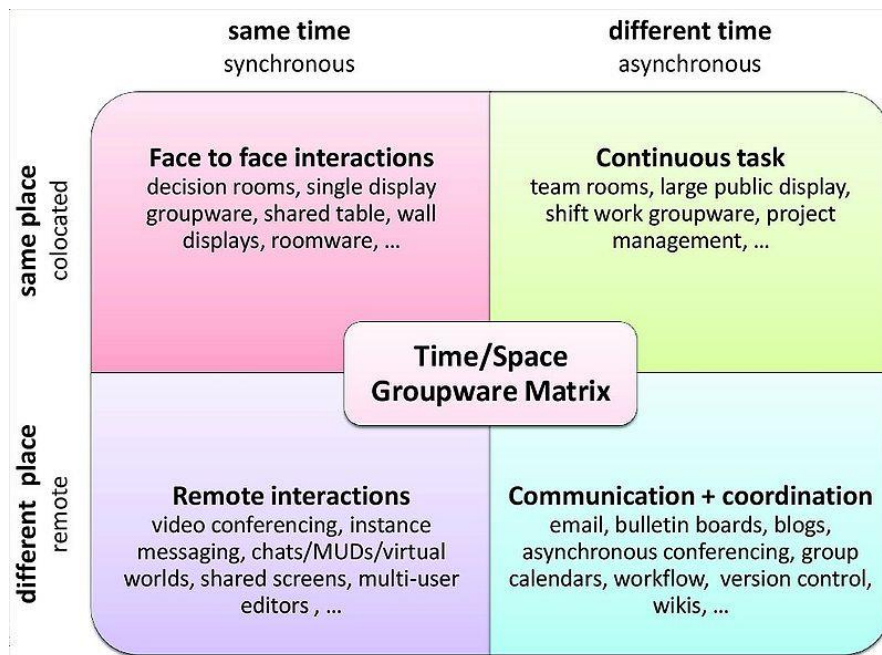 same time
synchronous
different time
asynchronous
same place
colocated
Face to face interactions
decision rooms, single display
groupware, shared table, wall
displays, roomware, ...
Continuous task
team rooms, large public display,
shift work groupware, project
management, ...
Time/Space
Groupware Matrix
different place
remote
Remote interactions
video conferencing, instance
messaging, chats/MUDs/virtual
worlds, shared screens, multi-user
editors , ...
Communication + coordination
email, bulletin boards, blogs,
asynchronous conferencing, group
calendars, workflow, version control,
wikis, ...